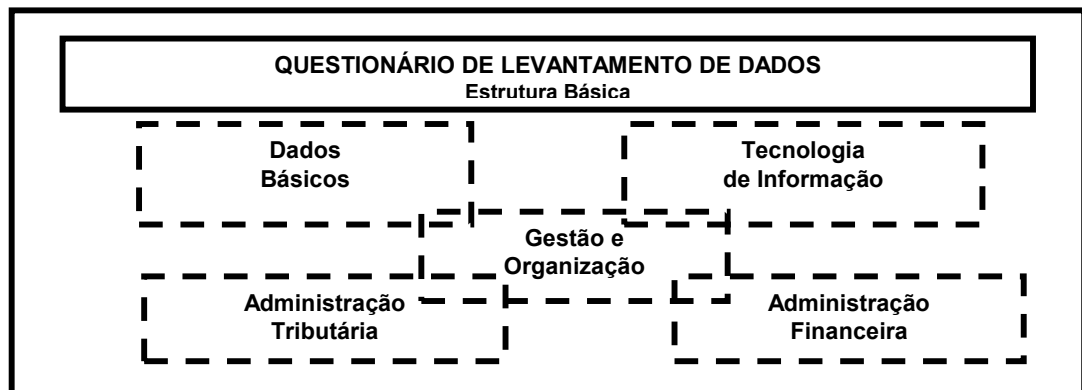 QUESTIONÁRIO DE LEVANTAMENTO DE DADOS
Estrutura Básica
Dados
Básicos
Tecnologia
de Informação
Gestão e
Organização
Administração
Tributária
Administração
Financeira